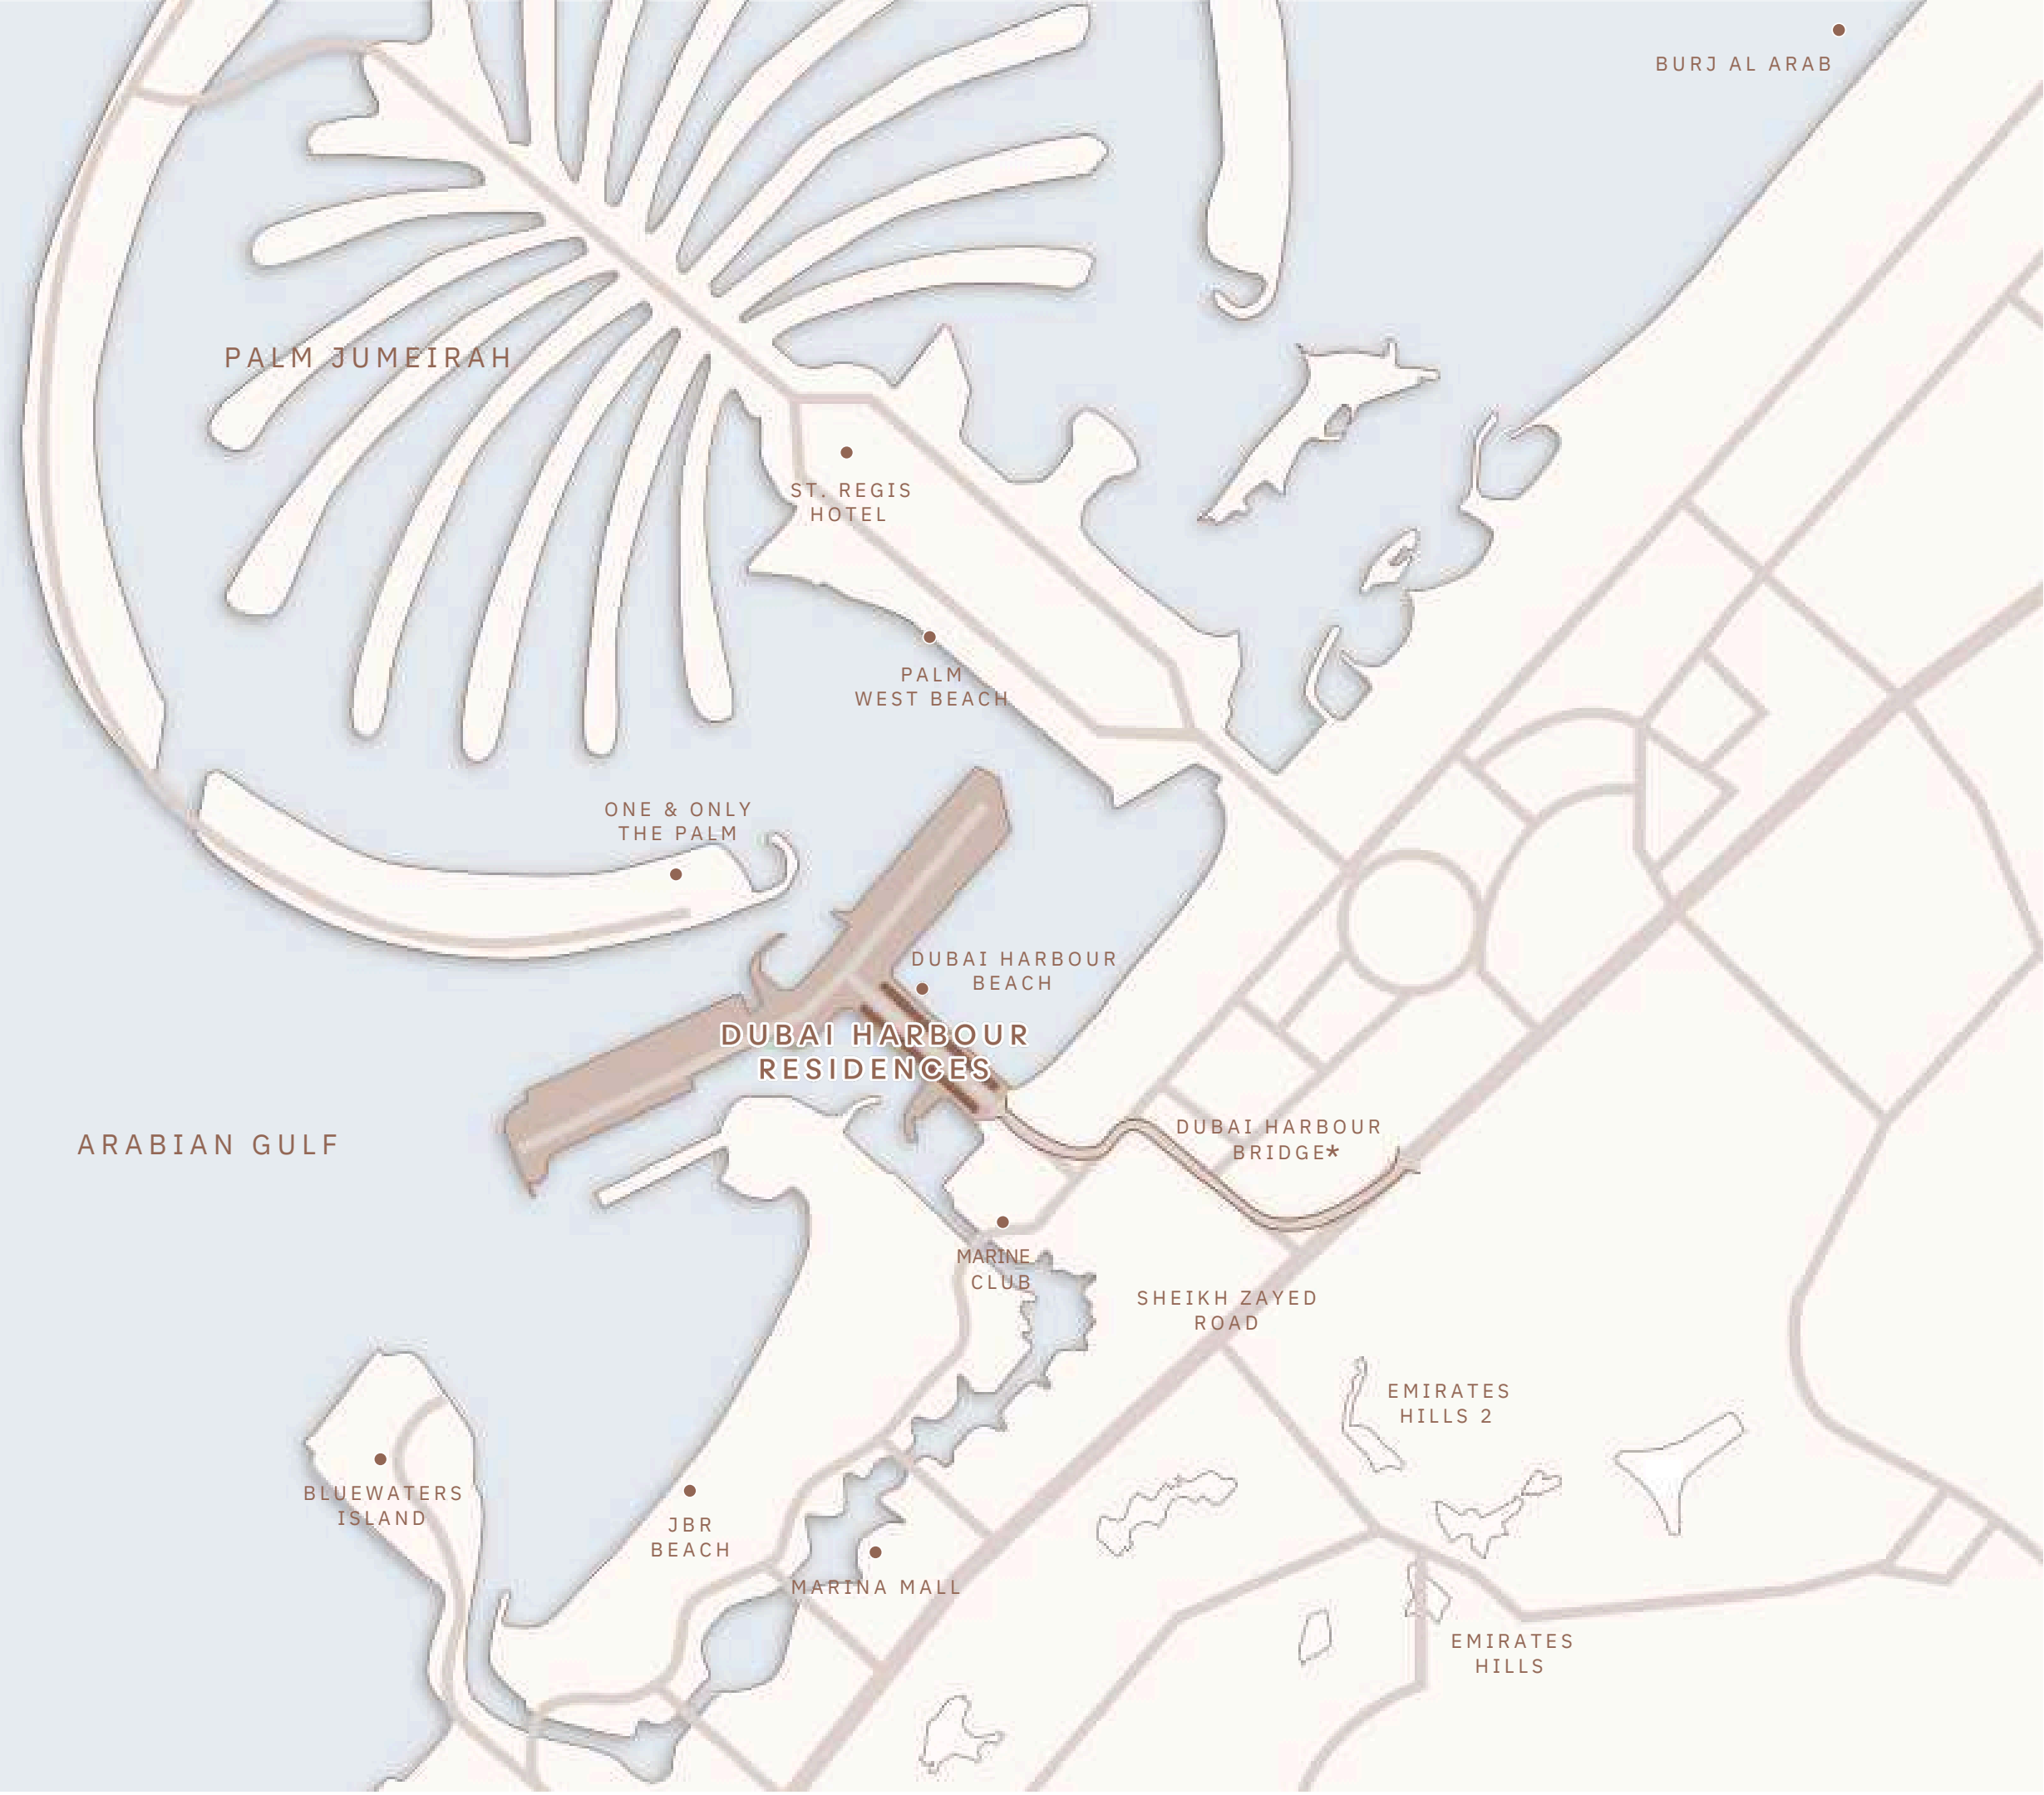 BURJ AL ARAB
PALM JUMEIRAH
ST. REGIS
HOTEL
PALM
WEST BEACH
ONE & ONLY
THE PALM
DUBAI HARBOUR
BEACH
DUBAI HARBOUR
RESIDENCES
DUBAI HARBOUR
BRIDGE*
ARABIAN GULF
MARINE
CLUB
SHEIKH ZAYED
ROAD
EMIRATES
HILLS 2
BLUEWATERS
ISLAND
JBR
BEACH
MARINA MALL
EMIRATES
HILLS